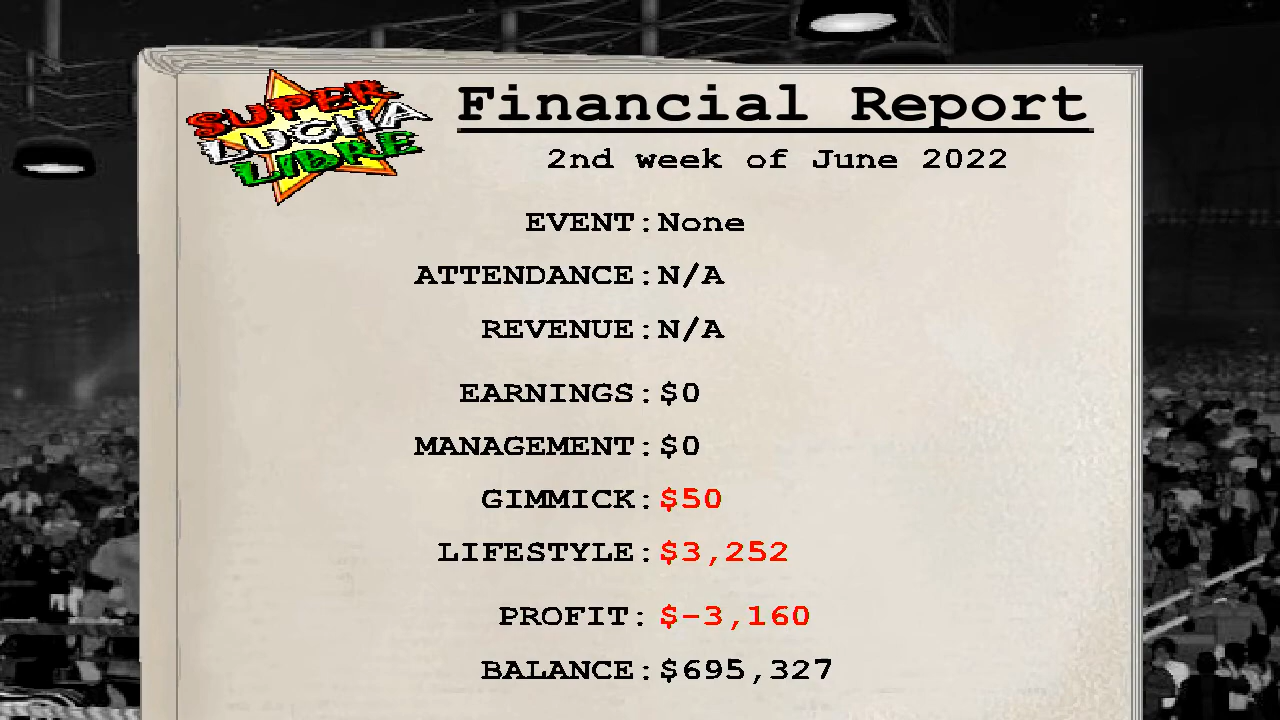 SUPER
LUCHA
LIBRE
Financial Report
2nd week of June 2022
EVENT:None
ATTENDANCE:N/A
REVENUE:N/A
EARNINGS:$0
MANAGEMENT:$0
GIMMICK:$50
LIFESTYLE:$3,252
PROFIT:$-3,160
BALANCE:$695,327